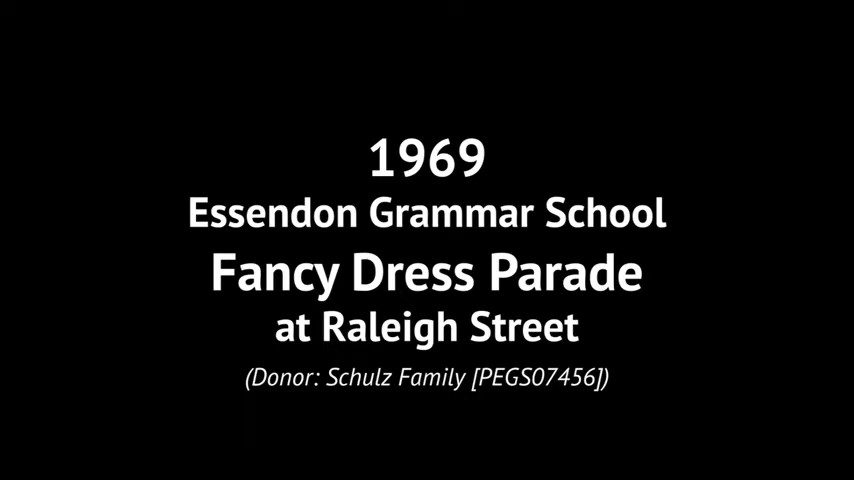 1969
Essendon Grammar School
Fancy Dress Parade
at Raleigh Street
(Donor: Schulz Family [PEGS07456])